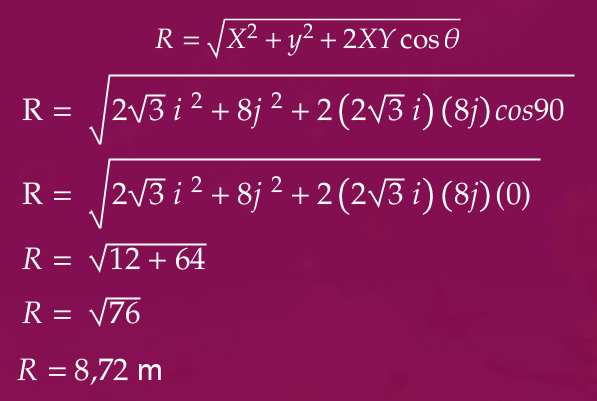 R = √(X² + y² + 2XY cos θ)
R = √(2√3 i ² + 8j ² + 2(2√3 i)(8j)cos90)
R = √(2√3 i ² + 8j ² + 2(2√3 i)(8j)(0))
R = √(12 + 64)
R = √76
R = 8,72 m